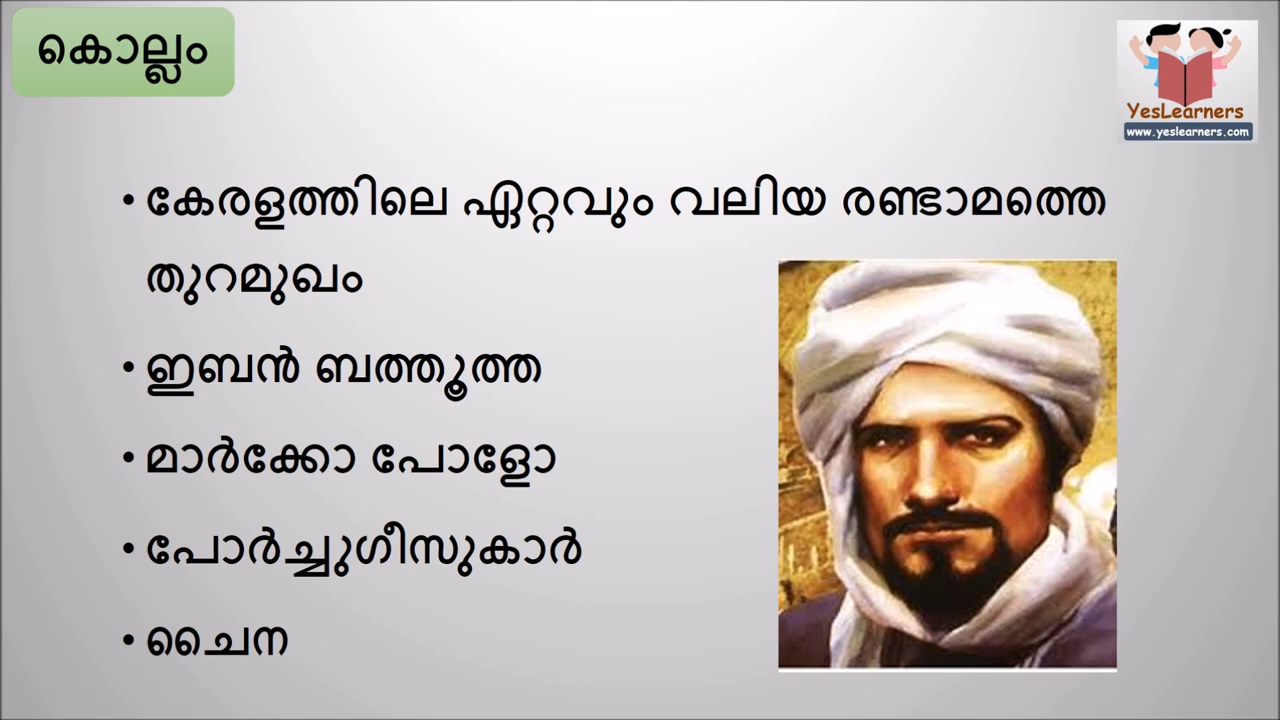 കൊല്ലം
YesLearners
www.yeslearners.com
• കേരളത്തിലെ ഏറ്റവും വലിയ രണ്ടാമത്തെ
തുറമുഖം
• ഇബൻ ബത്തൂത്ത
• മാർക്കോ പോളോ
• പോർച്ചുഗീസുകാർ
• ചൈന